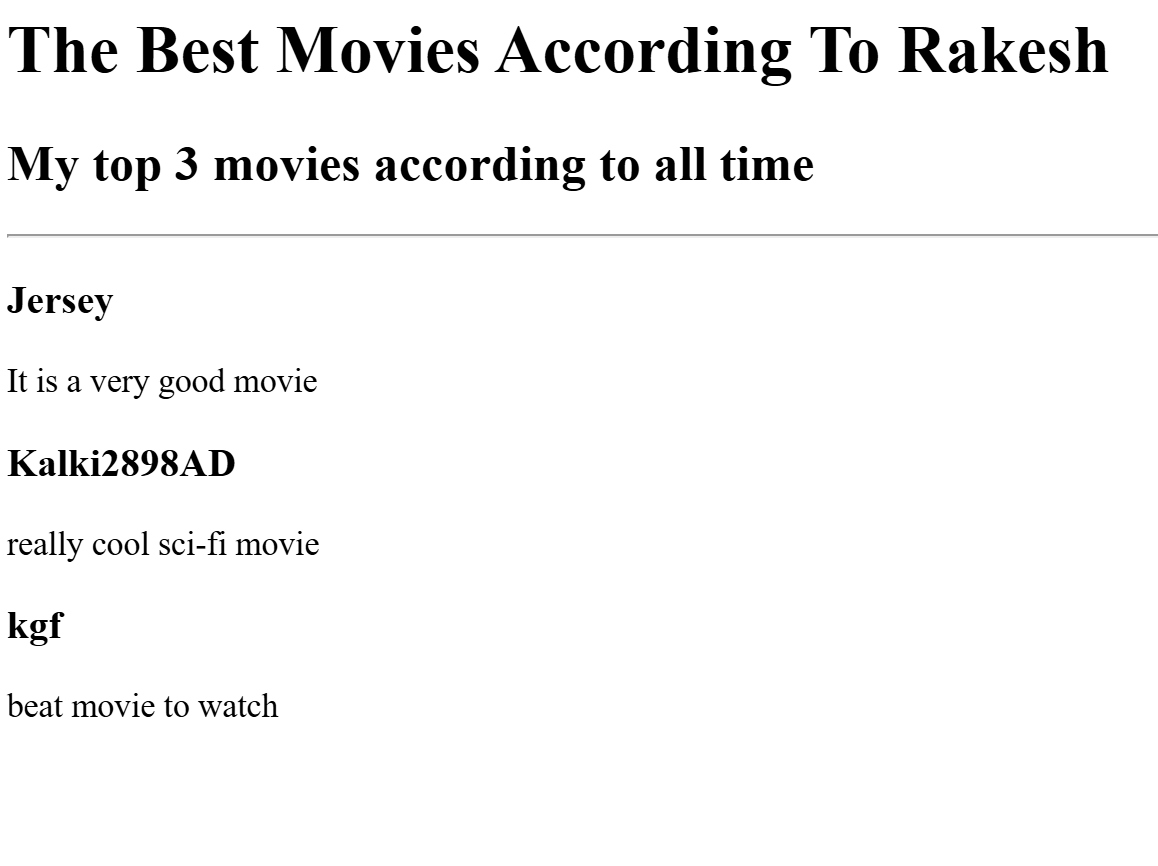 The Best Movies According To Rakesh
My top 3 movies according to all time
Jersey
It is a very good movie
Kalki2898AD
really cool sci-fi movie
kgf
beat movie to watch